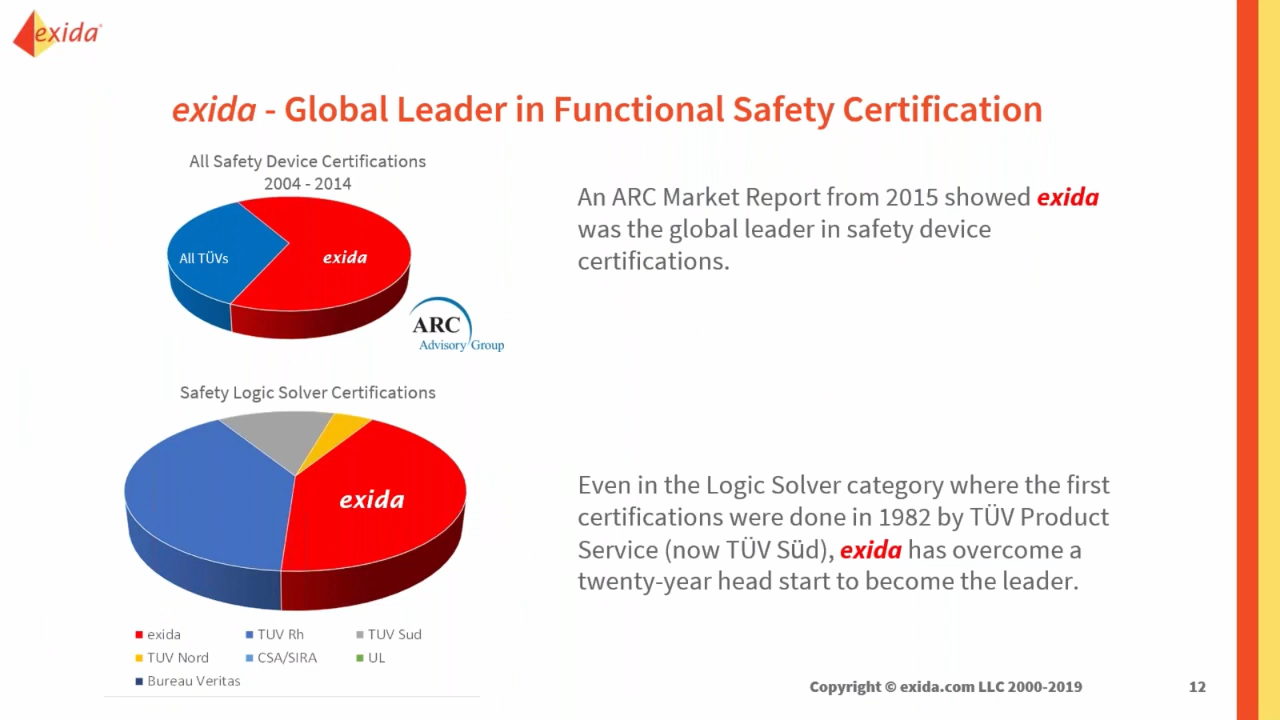 exida
exida - Global Leader in Functional Safety Certification
All Safety Device Certifications
2004 - 2014
All TÜVs
exida
ARC
Advisory Group
An ARC Market Report from 2015 showed exida
was the global leader in safety device
certifications.
Safety Logic Solver Certifications
exida
Even in the Logic Solver category where the first
certifications were done in 1982 by TÜV Product
Service (now TÜV Süd), exida has overcome a
twenty-year head start to become the leader.
exida
TUV Rh
TUV Sud
TUV Nord
CSA/SIRA
UL
Bureau Veritas
Copyright © exida.com LLC 2000-2019
12